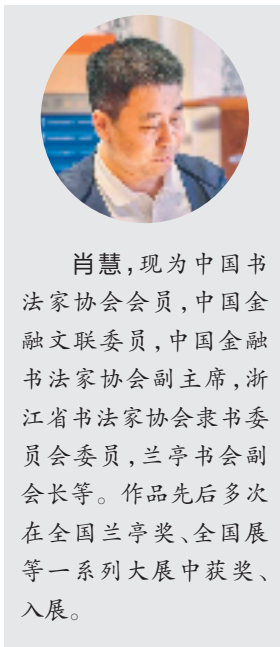 肖慧,现为中国书
法家协会会员,中国金
融文联委员,中国金融
书法家协会副主席,浙
江省书法家协会隶书委
员会委员,兰亭书会副
会长等。作品先后多次
在全国兰亭奖、全国展
等一系列大展中获奖、
入展。